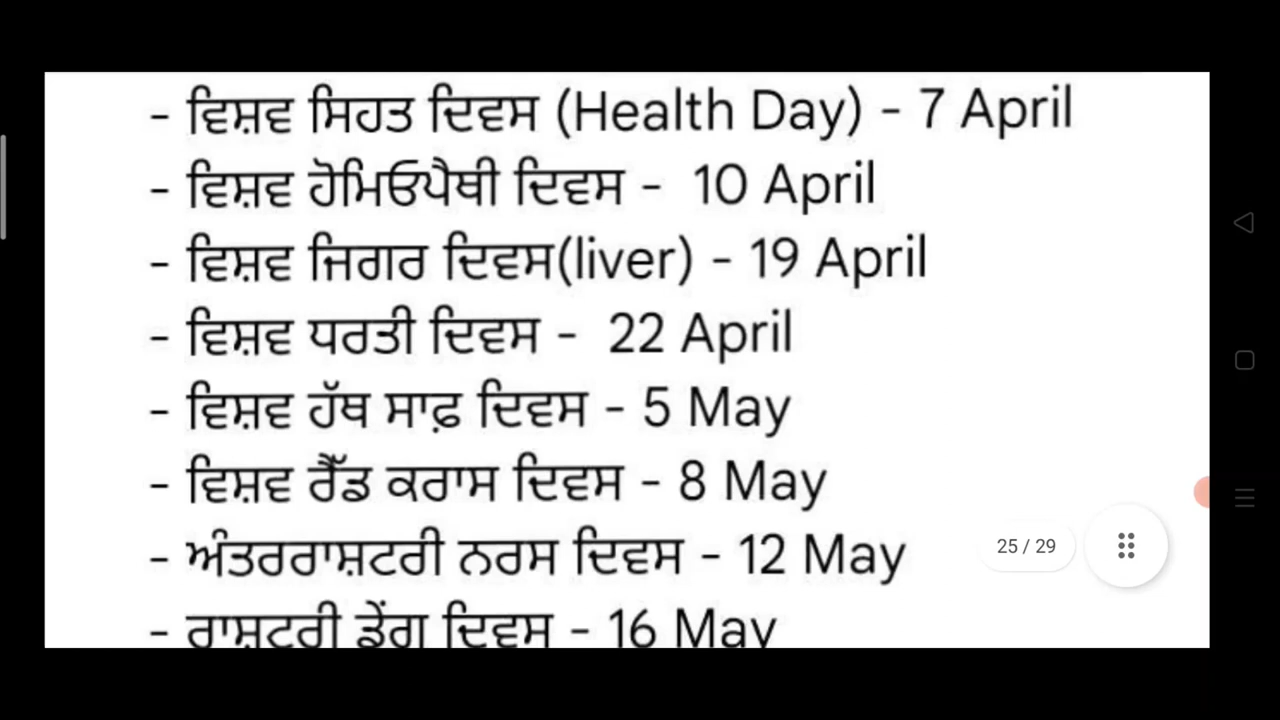 - ਵਿਸ਼ਵ ਸਿਹਤ ਦਿਵਸ (Health Day) - 7 April
- ਵਿਸ਼ਵ ਹੋਮਿਓਪੈਥੀ ਦਿਵਸ - 10 April
- ਵਿਸ਼ਵ ਜਿਗਰ ਦਿਵਸ(liver) - 19 April
- ਵਿਸ਼ਵ ਧਰਤੀ ਦਿਵਸ - 22 April
- ਵਿਸ਼ਵ ਹੱਥ ਸਾਫ਼ ਦਿਵਸ - 5 May
- ਵਿਸ਼ਵ ਰੈੱਡ ਕਰਾਸ ਦਿਵਸ - 8 May
- ਅੰਤਰਰਾਸ਼ਟਰੀ ਨਰਸ ਦਿਵਸ - 12 May
25 / 29
- ਰਾਸ਼ਟਰੀ ਡੇਂਗੂ ਦਿਵਸ - 16 May